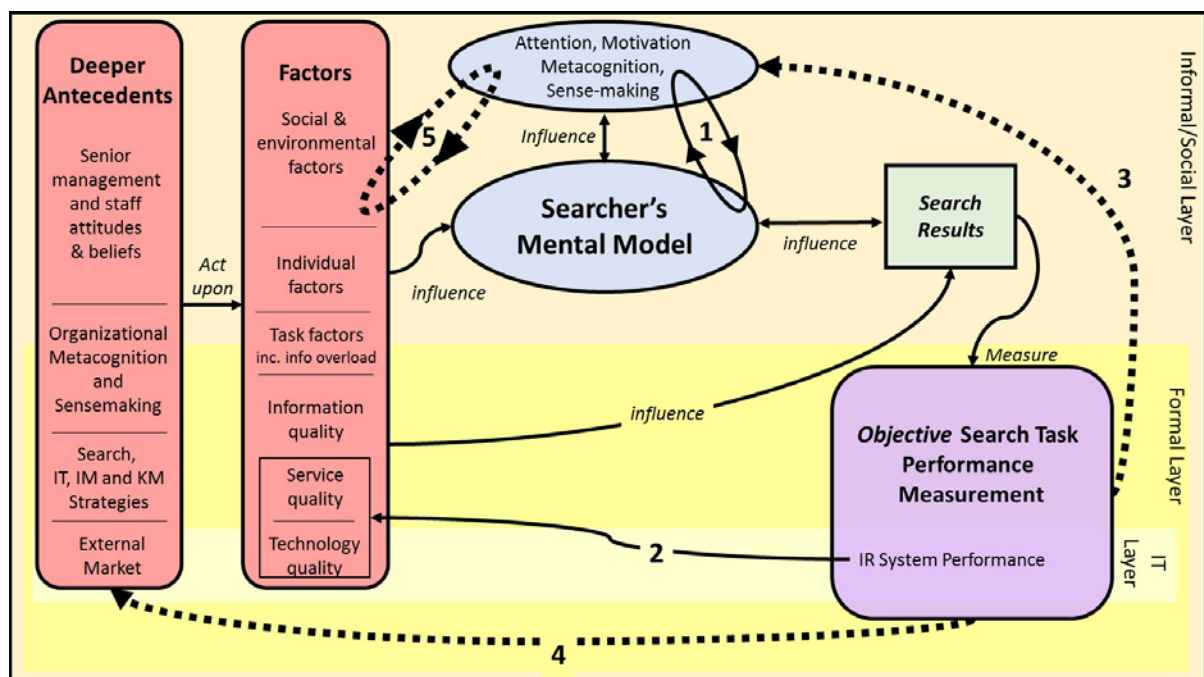 Deeper
Antecedents
Senior
management
and staff
attitudes
& beliefs
Organizational
Metacognition
and
Sensemaking
Search,
IT, IM and KM
Strategies
External
Market
Act
upon
Factors
Social &
environmental
factors
Individual
factors
Task factors
inc. info overload
Information
quality
Service
quality
Technology
quality
5
influence
Attention, Motivation
Metacognition,
Sense-making
Influence
1
Searcher's
Mental Model
influence
Search
Results
3
Measure
influence
Objective Search Task
Performance
Measurement
IR System Performance
2
4
Informal/Social Layer
Formal Layer
IT
Layer